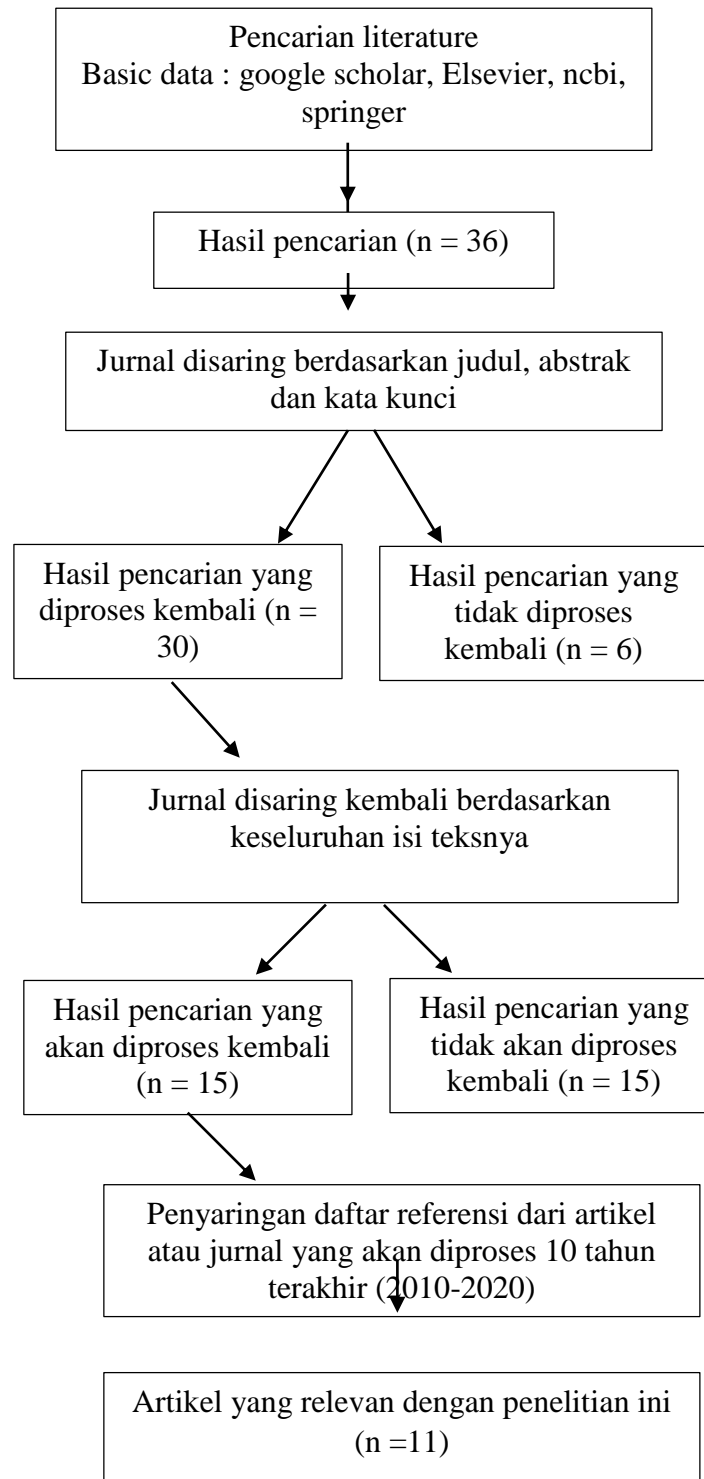 Pencarian literature
Basic data : google scholar, Elsevier, ncbi,
springer
Hasil pencarian (n = 36)
Jurnal disaring berdasarkan judul, abstrak
dan kata kunci
Hasil pencarian yang
diproses kembali (n =
30)
Hasil pencarian yang
tidak diproses
kembali (n = 6)
Jurnal disaring kembali berdasarkan
keseluruhan isi teksnya
Hasil pencarian yang
akan diproses kembali
(n = 15)
Hasil pencarian yang
tidak akan diproses
kembali (n = 15)
Penyaringan daftar referensi dari artikel
atau jurnal yang akan diproses 10 tahun
terakhir (2010-2020)
Artikel yang relevan dengan penelitian ini
(n =11)